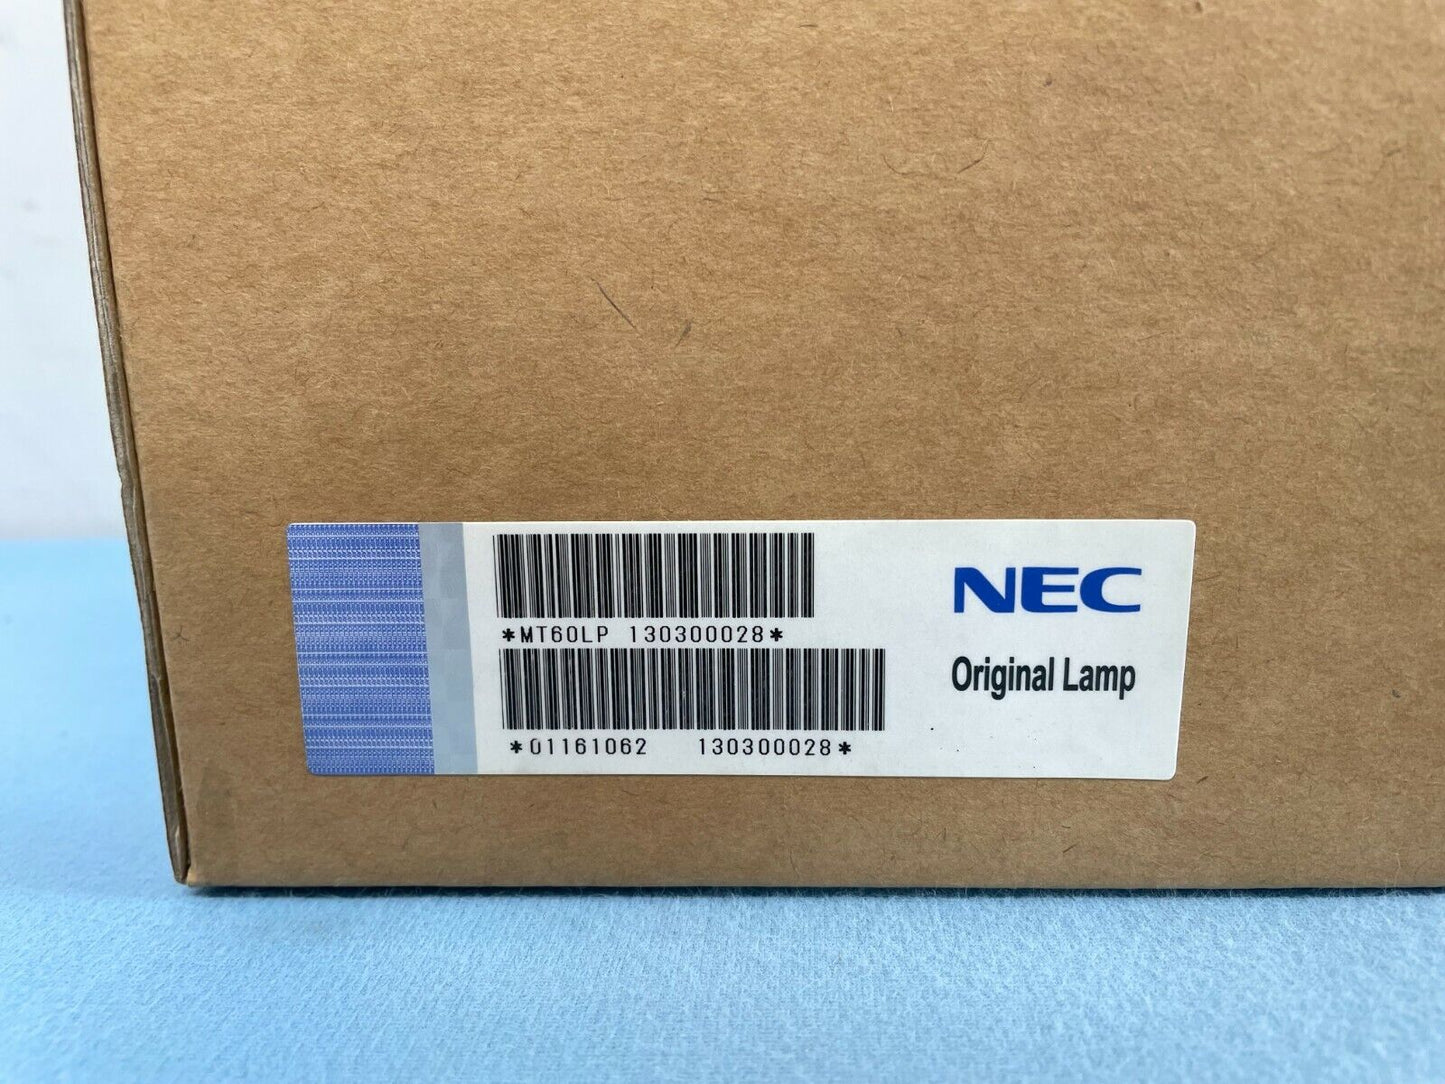 *MT60LP 130300028*
*01161062 130300028*
NEC
Original Lamp